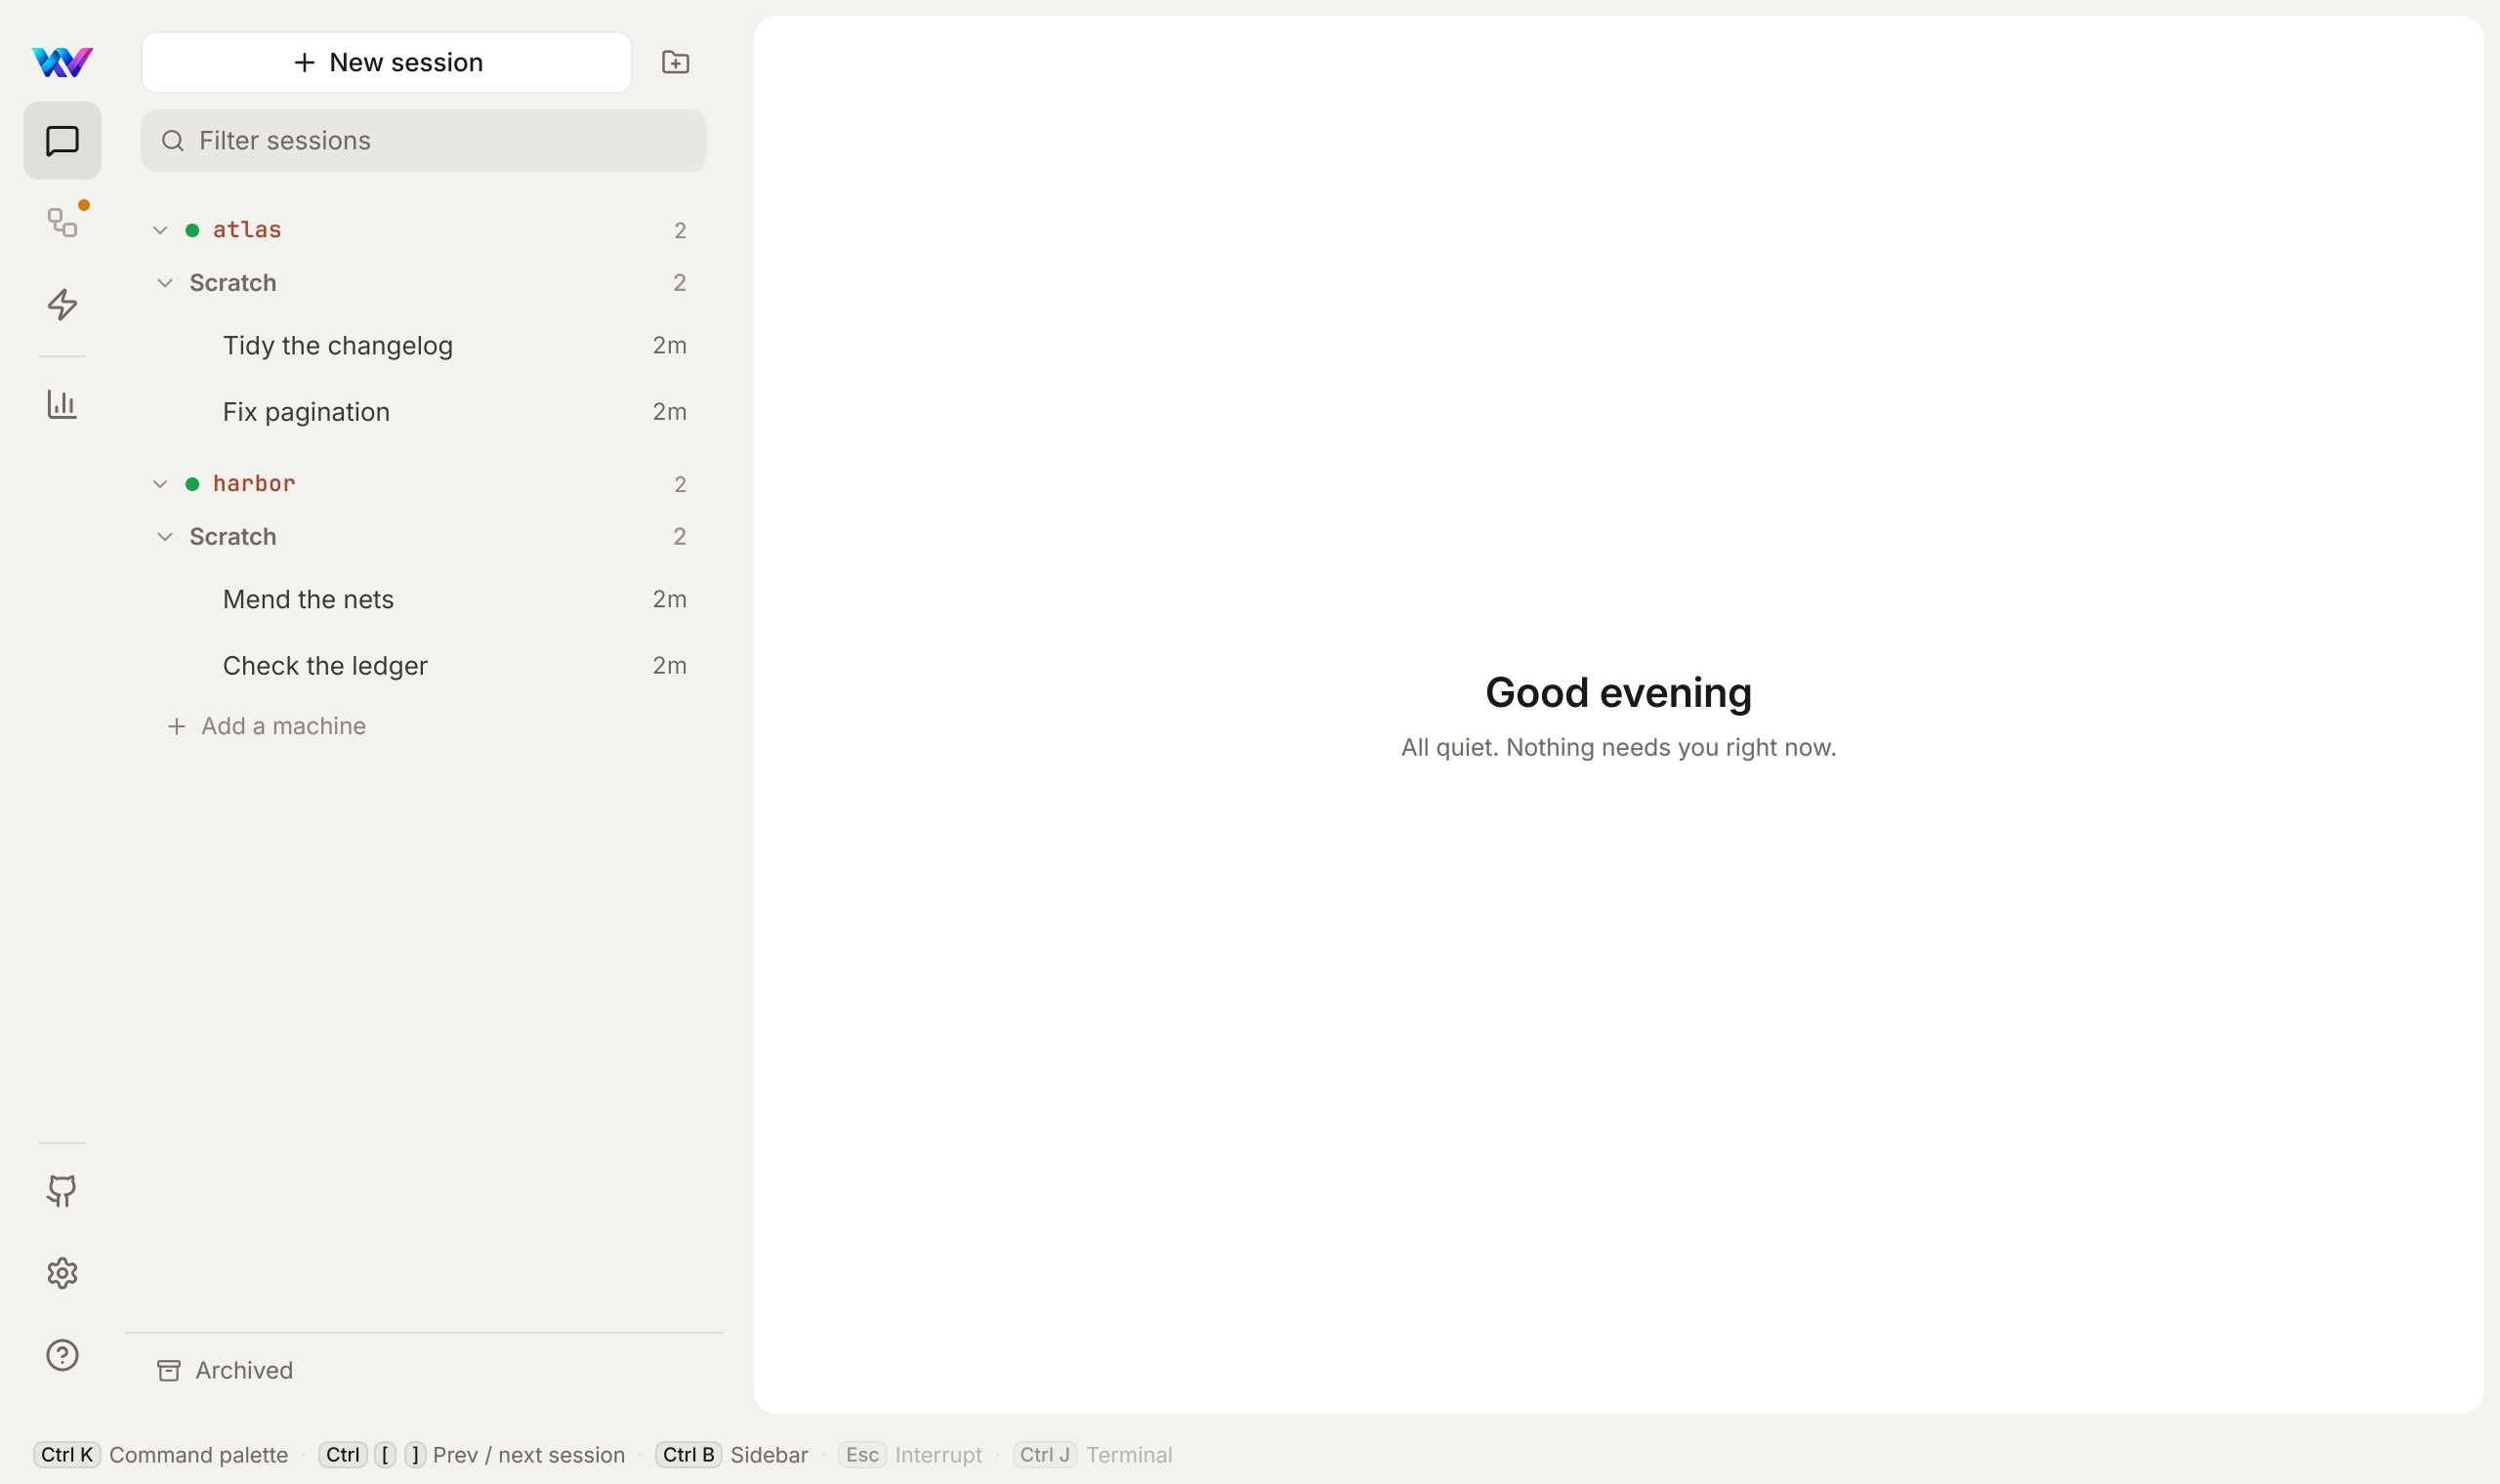 New session
Filter sessions
atlas 2
Scratch 2
Tidy the changelog 2m
Fix pagination 2m
harbor 2
Scratch 2
Mend the nets 2m
Check the ledger 2m
Add a machine
Archived
Good evening
All quiet. Nothing needs you right now.
Ctrl K Command palette · Ctrl [ ] Prev / next session · Ctrl B Sidebar · Esc Interrupt · Ctrl J Terminal